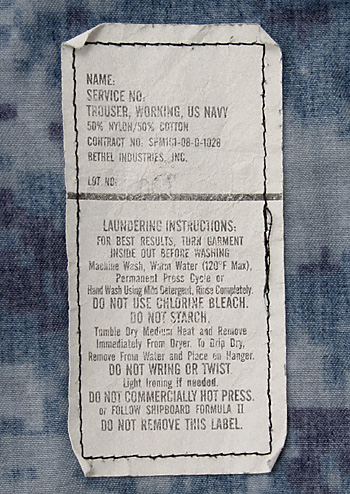 NAME:
SERVICE NO:
TROUSER, WORKING, US NAVY
50% NYLON/50% COTTON
CONTRACT NO: SPM1M1-08-D-1028
BETHEL INDUSTRIES, INC.
LOT NO:
LAUNDERING INSTRUCTIONS:
FOR BEST RESULTS, TURN GARMENT
INSIDE OUT BEFORE WASHING
Machine Wash, Warm Water (120°F Max),
Permanent Press Cycle or
Hand Wash Using Mild Detergent, Rinse Completely.
DO NOT USE CHLORINE BLEACH.
DO NOT STARCH.
Tumble Dry Medium Heat and Remove
Immediately From Dryer. To Drip Dry,
Remove From Water and Place on Hanger.
DO NOT WRING OR TWIST.
Light Ironing if needed.
DO NOT COMMERCIALLY HOT PRESS.
or FOLLOW SHIPBOARD FORMULA II
DO NOT REMOVE THIS LABEL.